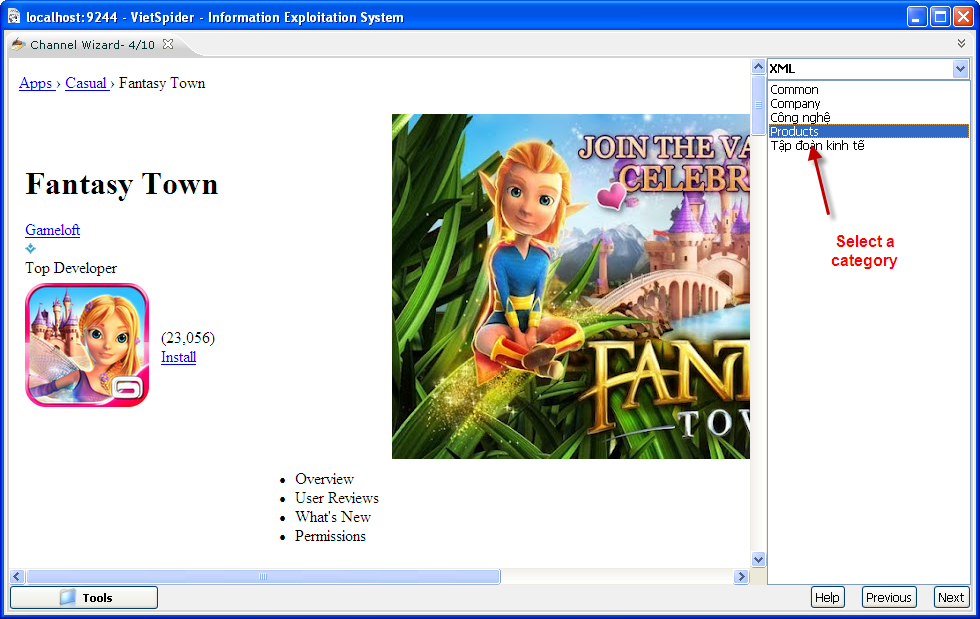 localhost:9244 - VietSpider - Information Exploitation System
Channel Wizard- 4/10
Apps › Casual › Fantasy Town
JOIN THE
CELEBR
Fantasy Town
Gameloft
Top Developer
(23,056)
Install
FANT
TOW
Overview
User Reviews
What's New
Permissions
XML
Common
Company
Công nghệ
Products
Tập đoàn kinh tế
Select a
category
Tools
Help
Previous
Next